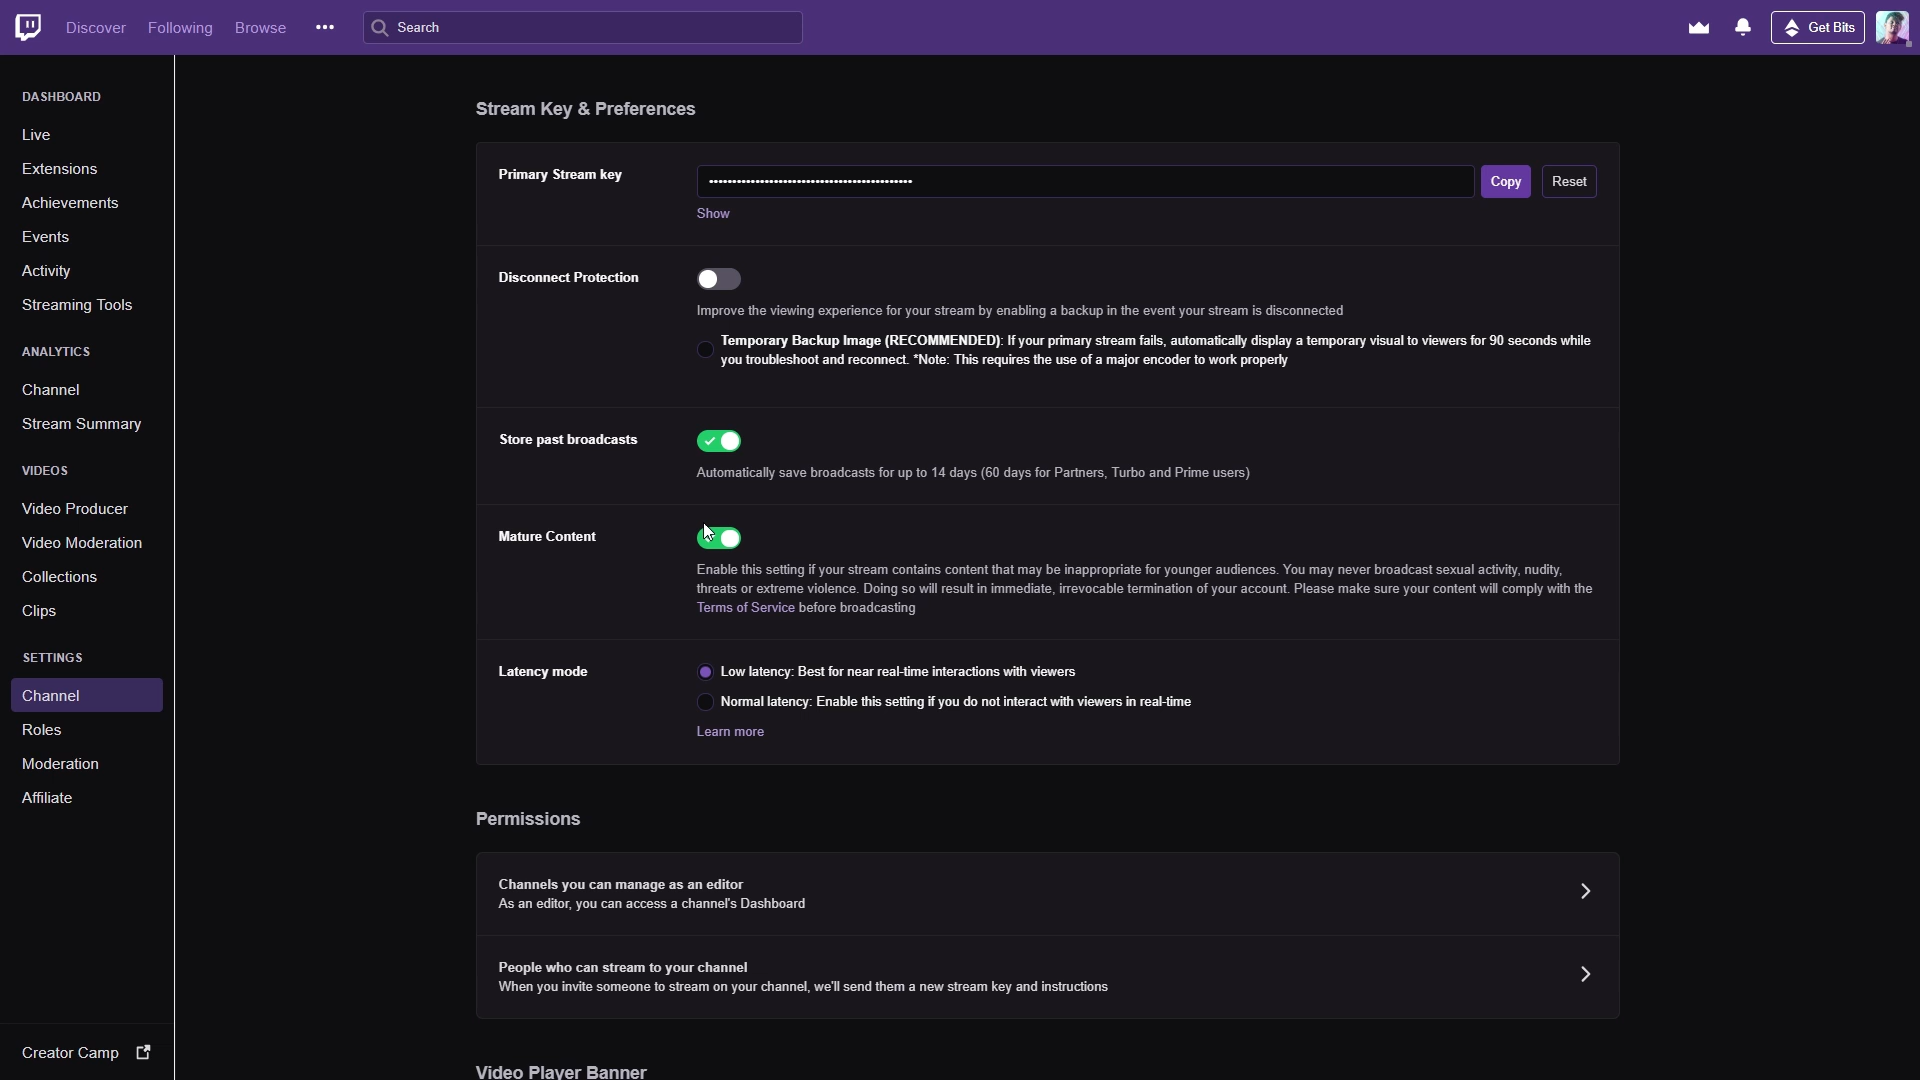 Discover Following Browse ••• Search Get Bits
DASHBOARD
Live
Extensions
Achievements
Events
Activity
Streaming Tools
ANALYTICS
Channel
Stream Summary
VIDEOS
Video Producer
Video Moderation
Collections
Clips
SETTINGS
Channel
Roles
Moderation
Affiliate
Creator Camp
Stream Key & Preferences
Primary Stream key
Copy Reset
Show
Disconnect Protection
Improve the viewing experience for your stream by enabling a backup in the event your stream is disconnected
Temporary Backup Image (RECOMMENDED): If your primary stream fails, automatically display a temporary visual to viewers for 90 seconds while
you troubleshoot and reconnect. *Note: This requires the use of a major encoder to work properly
Store past broadcasts
Automatically save broadcasts for up to 14 days (60 days for Partners, Turbo and Prime users)
Mature Content
Enable this setting if your stream contains content that may be inappropriate for younger audiences. You may never broadcast sexual activity, nudity,
threats or extreme violence. Doing so will result in immediate, irrevocable termination of your account. Please make sure your content will comply with the
Terms of Service before broadcasting
Latency mode
Low latency: Best for near real-time interactions with viewers
Normal latency: Enable this setting if you do not interact with viewers in real-time
Learn more
Permissions
Channels you can manage as an editor
As an editor, you can access a channel's Dashboard
People who can stream to your channel
When you invite someone to stream on your channel, we'll send them a new stream key and instructions
Video Player Banner